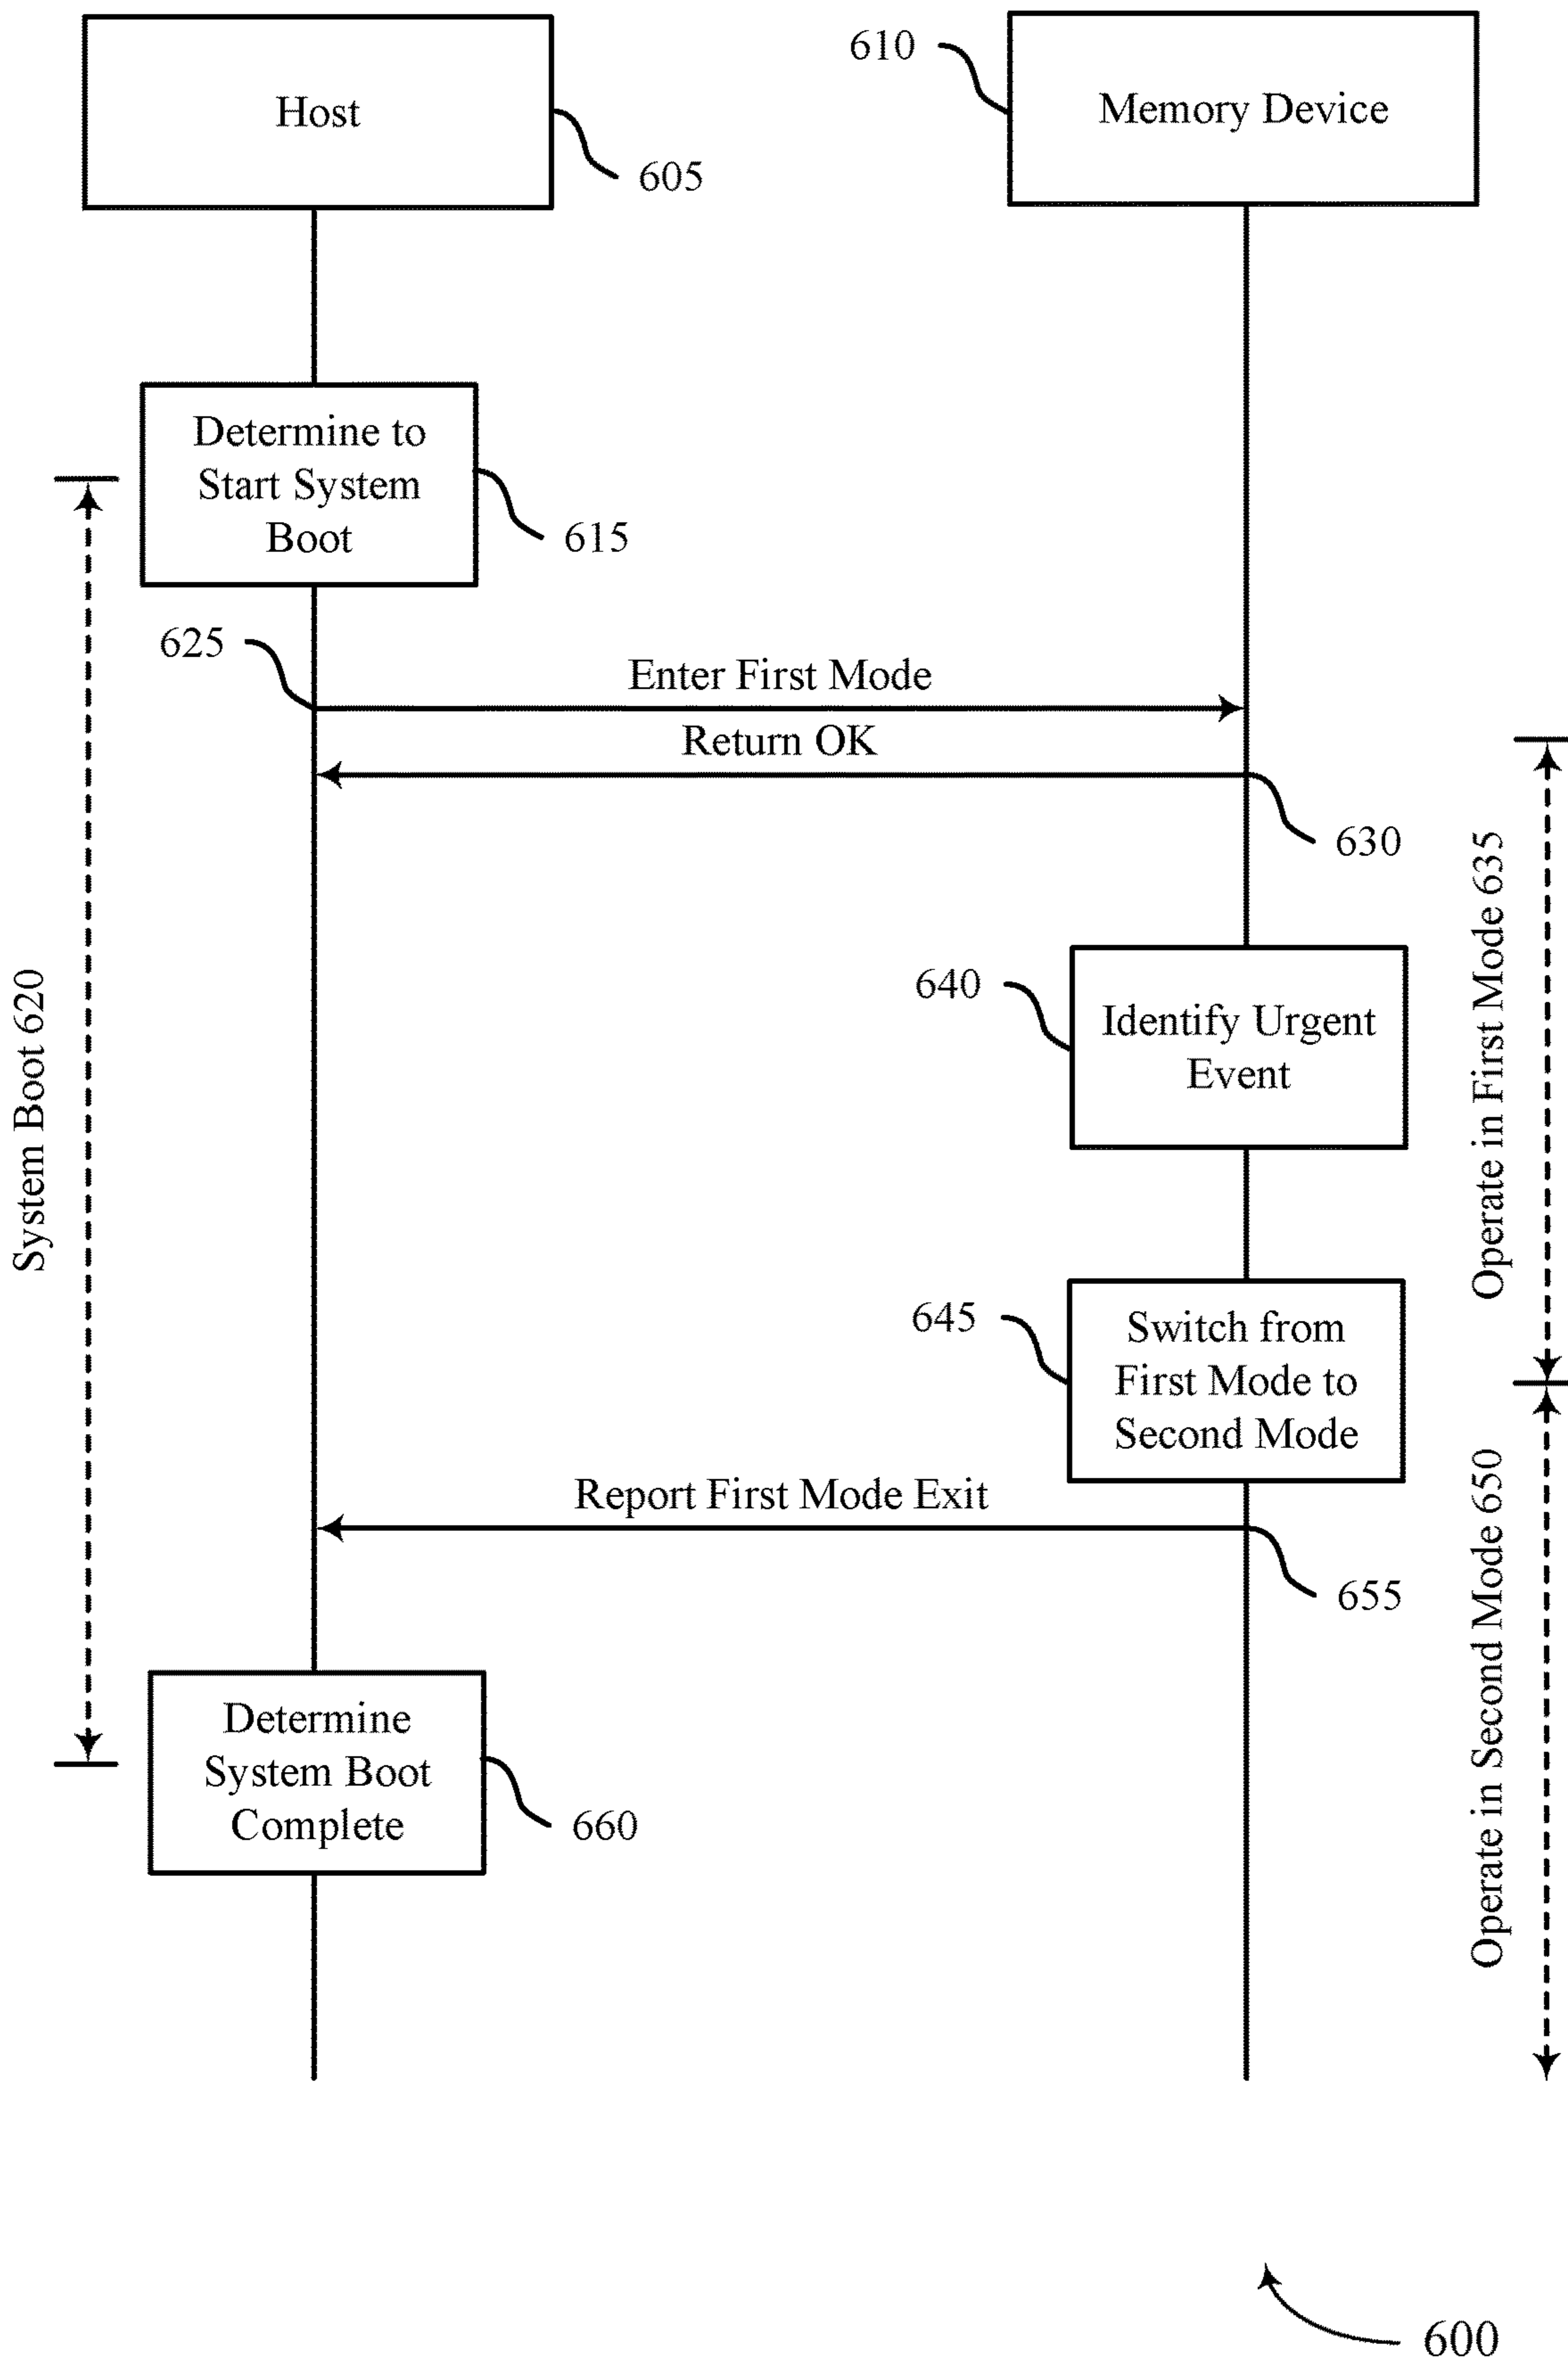 Host
605
610
Memory Device
Determine to
Start System
Boot
615
System Boot 620
625
Enter First Mode
Return OK
630
Operate in First Mode 635
640
Identify Urgent
Event
645
Switch from
First Mode to
Second Mode
Operate in Second Mode 650
Report First Mode Exit
655
Determine
System Boot
Complete
660
600